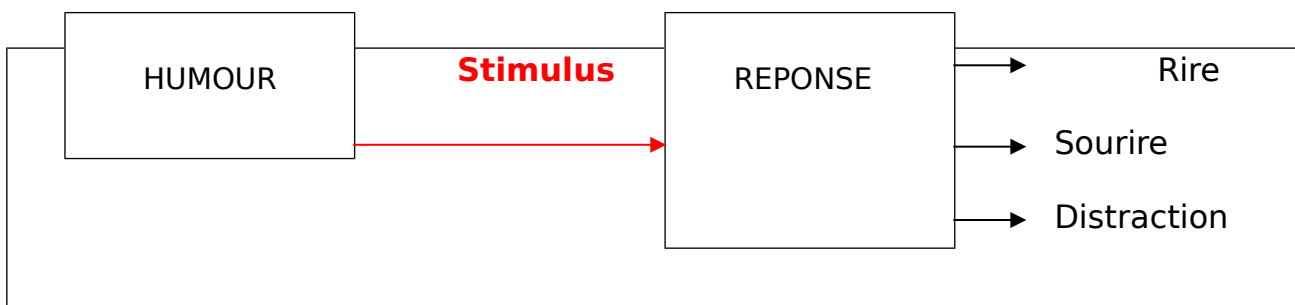 HUMOUR
Stimulus
REPONSE
Rire
Sourire
Distraction